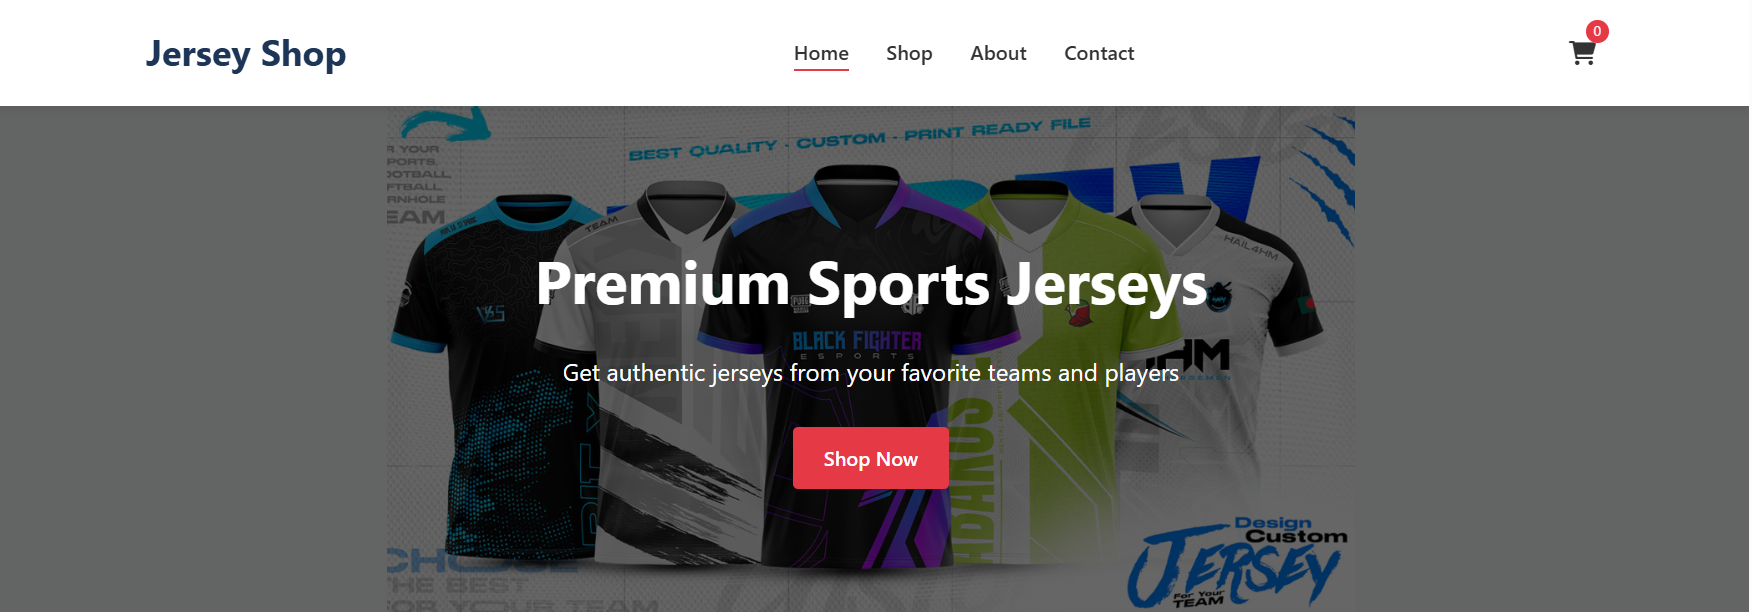 Jersey Shop
Home Shop About Contact
0
BEST QUALITY - CUSTOM - PRINT READY FILE
R YOUR
PORTS.
OOTBALL
FTBALL
RNHOLE
EAM
TEAM
HAIL4HM
Premium Sports Jerseys
BLACK FIGHTER
ESPORTS
Get authentic jerseys from your favorite teams and players
Shop Now
Design
Custom
JERSEY
For Your
TEAM
CHOOSE
THE BEST
FOR YOUR TEAM